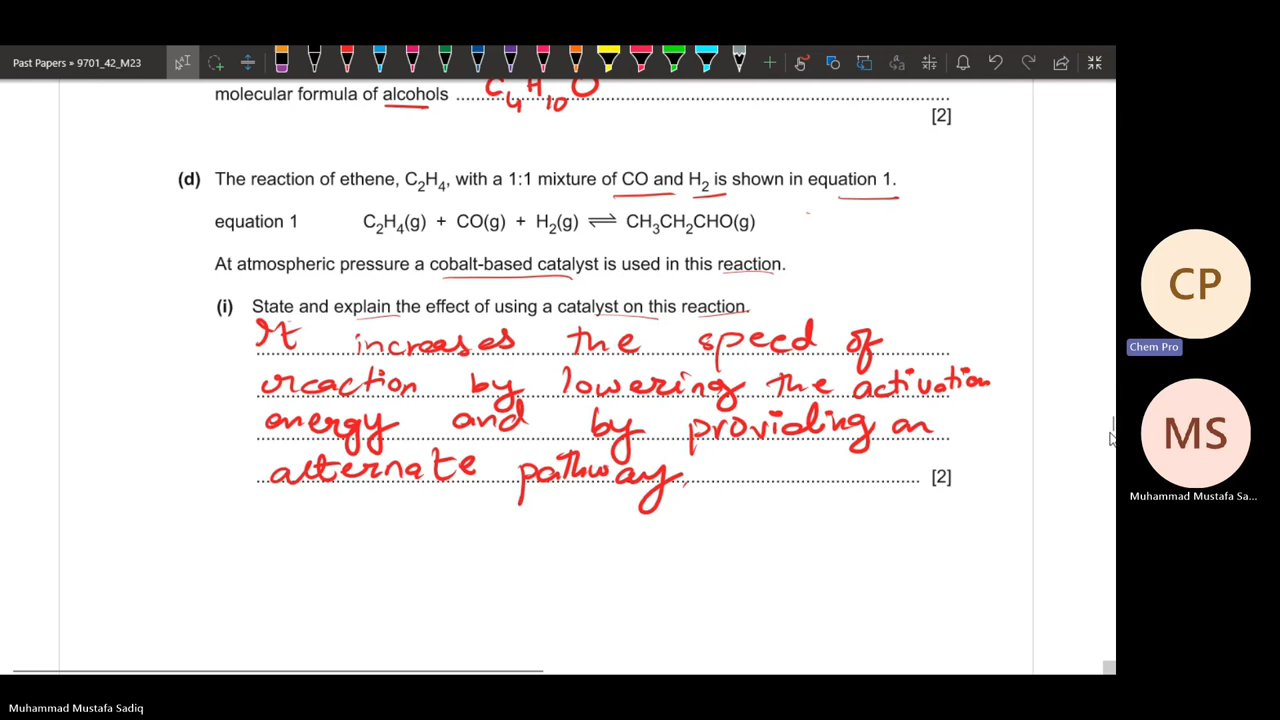 Past Papers » 9701_42_M23
molecular formula of alcohols C4H10O
[2]
(d) The reaction of ethene, C2H4, with a 1:1 mixture of CO and H2 is shown in equation 1.
equation 1 C2H4(g) + CO(g) + H2(g) ⇌ CH3CH2CHO(g)
At atmospheric pressure a cobalt-based catalyst is used in this reaction.
(i) State and explain the effect of using a catalyst on this reaction.
It increases the speed of
reaction by lowering the activation
energy and by providing an
alternate pathway.
[2]
CP
Chem Pro
MS
Muhammad Mustafa Sa...
Muhammad Mustafa Sadiq